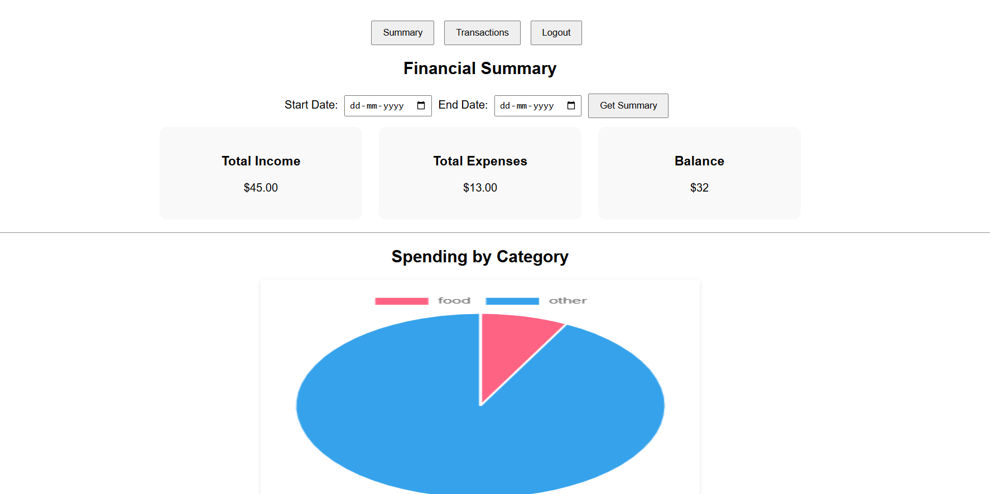 Summary Transactions Logout
Financial Summary
Start Date: dd-mm-yyyy End Date: dd-mm-yyyy Get Summary
Total Income Total Expenses Balance
$45.00 $13.00 $32
Spending by Category
food other